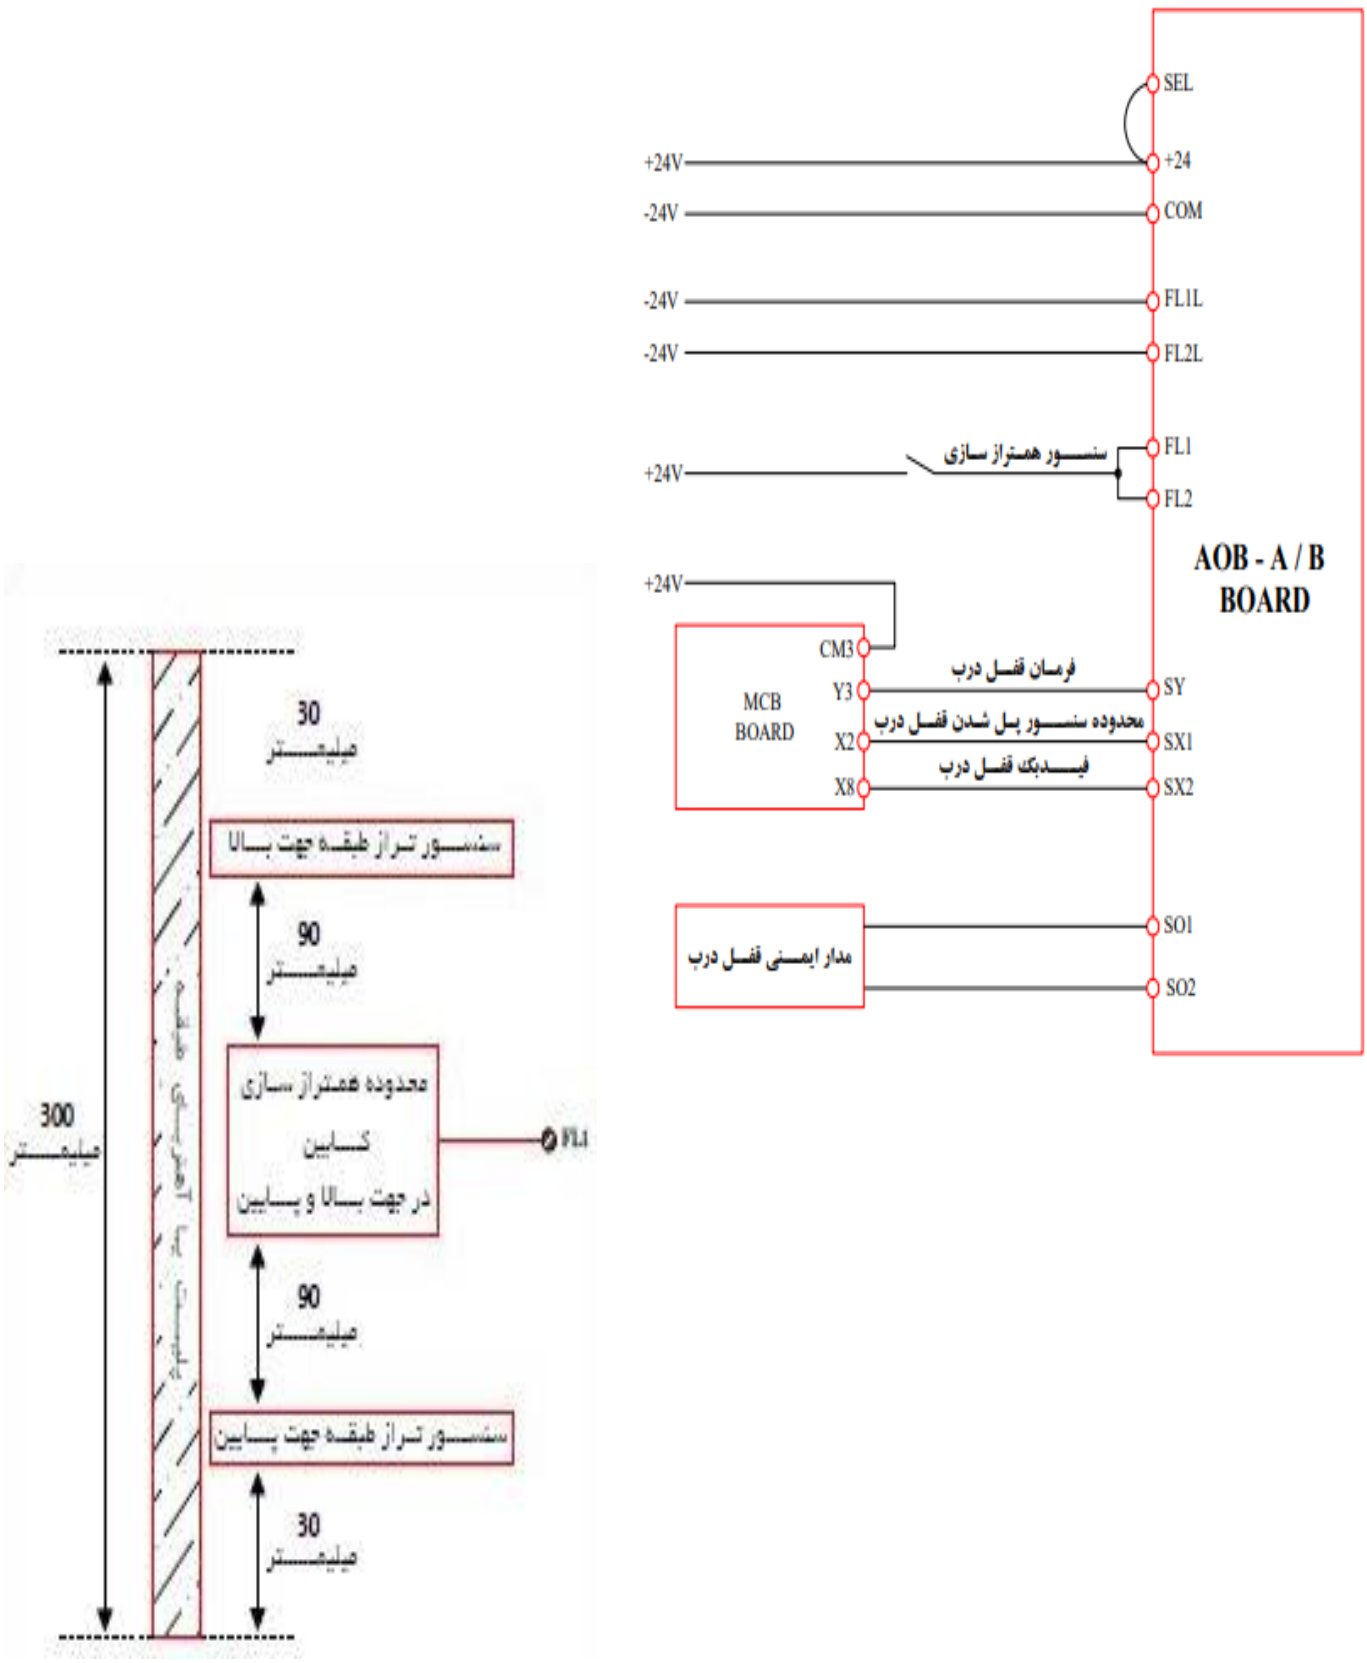 SEL
+24V
+24
-24V
COM
-24V
FL1L
-24V
FL2L
سنسور همتراز سازی
FL1
+24V
FL2
AOB - A / B
BOARD
+24V
CM3
MCB
BOARD
فرمان قفل درب
Y3
SY
محدوده سنسور پل شدن قفل درب
X2
SX1
فیدبک قفل درب
X8
SX2
مدار ایمنی قفل درب
SO1
SO2
30
میلیمتر
سنسور تراز طبقه جهت بالا
90
میلیمتر
محدوده همتراز سازی
کابین
در جهت بالا و پایین
FL1
300
میلیمتر
90
میلیمتر
سنسور تراز طبقه جهت پایین
30
میلیمتر
آهنربای طبقه